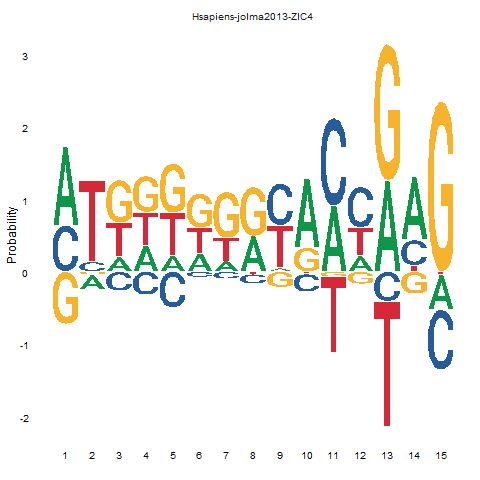 Hsapiens-jolma2013-ZIC4
Probability
3
2
1
0
-1
-2
A C G
T C A
G T A C
G T A C
G T A C
G T A C
G T A C
G A T C
C T A G
A G T C
C A G T
C T A G
G A C T
A C T G
G T A C
1 2 3 4 5 6 7 8 9 10 11 12 13 14 15